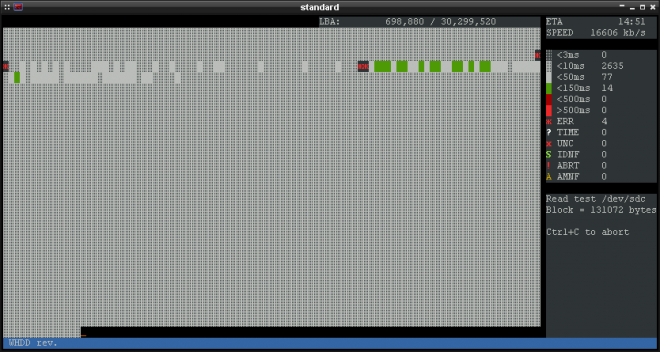 standard
LBA: 698,880 / 30,299,520
ETA 14:51
SPEED 16606 kb/s
<3ms 0
<10ms 2635
<50ms 77
<150ms 14
<500ms 0
>500ms 0
ERR 4
? TIME 0
x UNC 0
S IDNF 0
! ABRT 0
A AMNF 0
Read test /dev/sdc
Block = 131072 bytes
Ctrl+C to abort
WHDD rev.